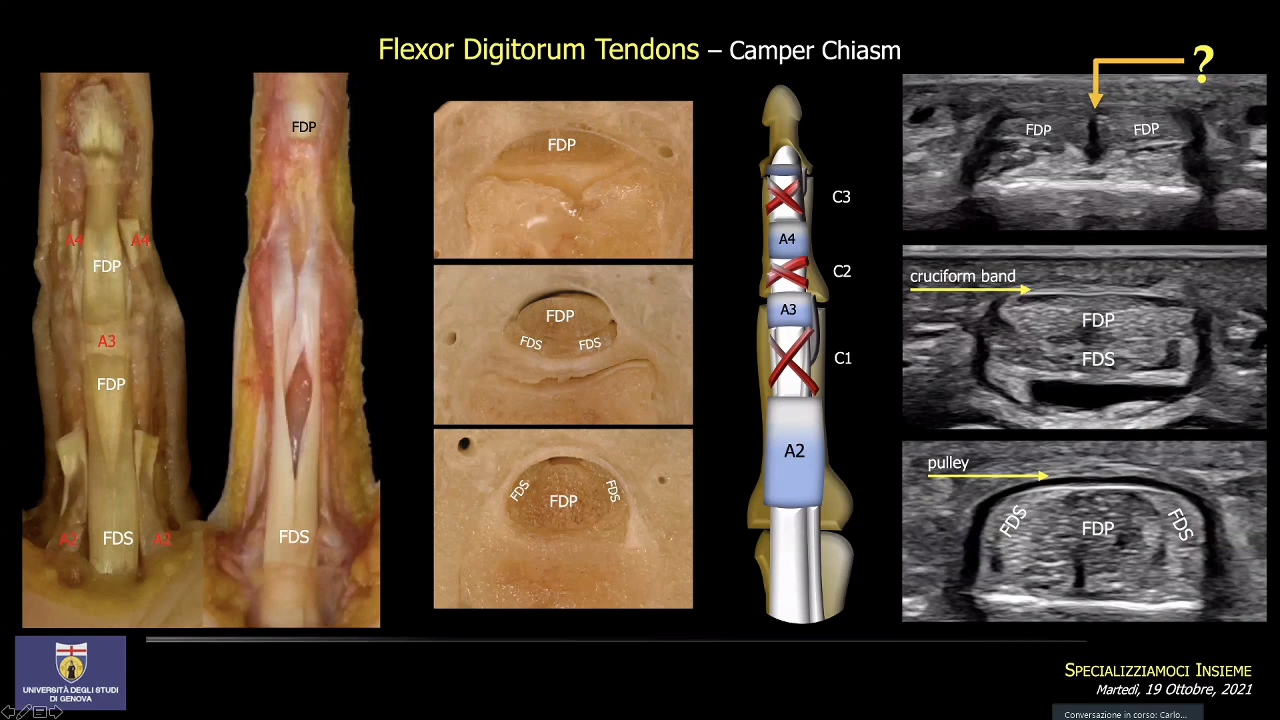 Flexor Digitorum Tendons – Camper Chiasm
FDP
A4
A4
FDP
A3
FDP
A2
FDS
A2
FDS
FDP
FDP
FDS
FDS
FDS
FDP
FDS
C3
A4
C2
A3
C1
A2
?
FDP
FDP
cruciform band
FDP
FDS
pulley
FDS
FDP
FDS
UNIVERSITÀ DEGLI STUDI
DI GENOVA
SPECIALIZZIAMOCI INSIEME
Martedì, 19 Ottobre, 2021
Conversazione in corso: Carlo...